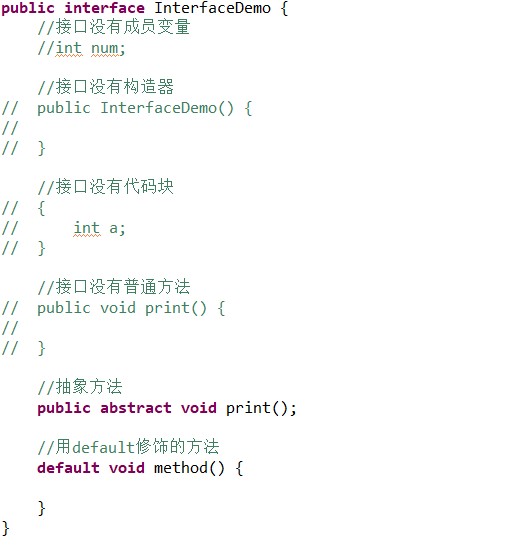 public interface InterfaceDemo {
//接口没有成员变量
//int num;
//接口没有构造器
// public InterfaceDemo() {
//
// }
//接口没有代码块
// {
// int a;
// }
//接口没有普通方法
// public void print() {
//
// }
//抽象方法
public abstract void print();
//用default修饰的方法
default void method() {
}
}